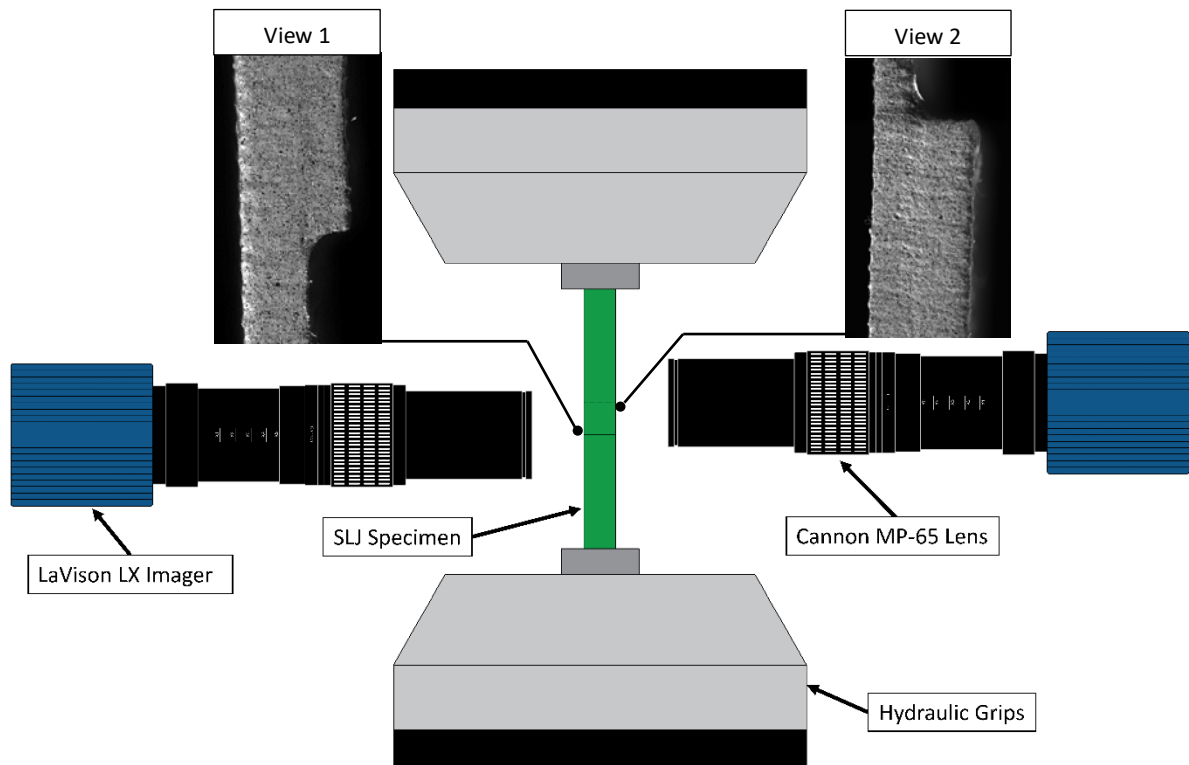 View 1
View 2
SLJ Specimen
Cannon MP-65 Lens
LaVison LX Imager
Hydraulic Grips